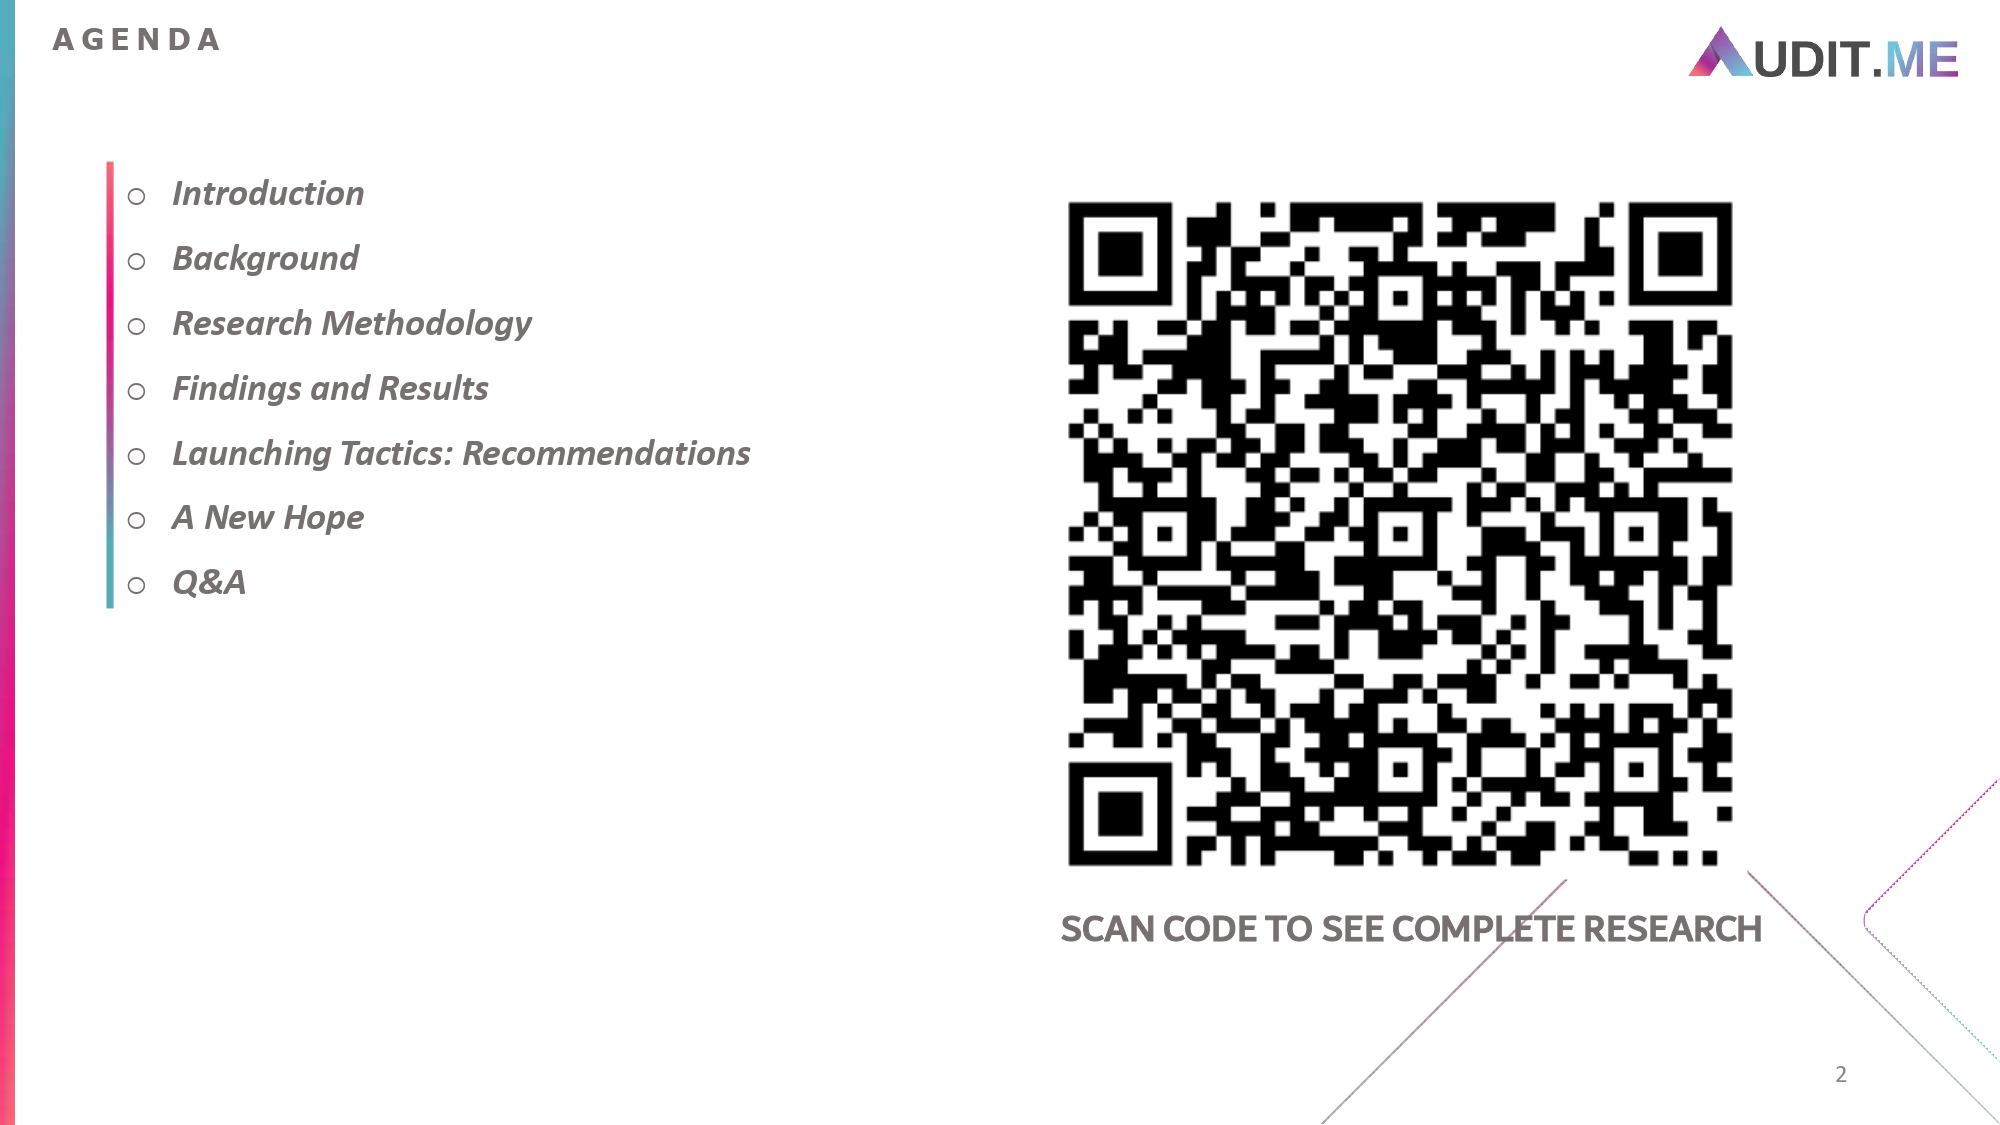 AGENDA
AUDIT.ME
Introduction
Background
Research Methodology
Findings and Results
Launching Tactics: Recommendations
A New Hope
Q&A
SCAN CODE TO SEE COMPLETE RESEARCH
2